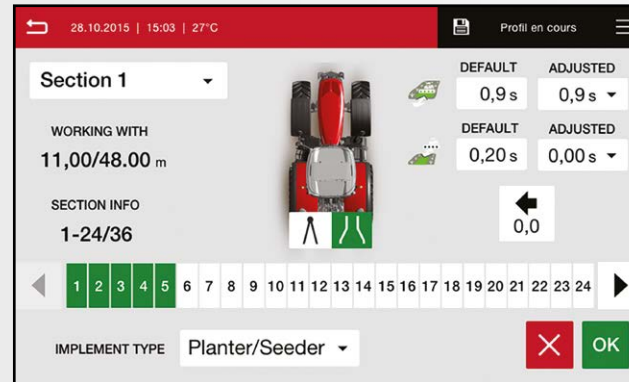 28.10.2015 | 15:03 | 27°C
Profil en cours
Section 1
DEFAULT ADJUSTED
0,9 s 0,9 s
WORKING WITH
11,00/48.00 m
DEFAULT ADJUSTED
0,20 s 0,00 s
SECTION INFO
1-24/36
0,0
1 2 3 4 5 6 7 8 9 10 11 12 13 14 15 16 17 18 19 20 21 22 23 24
IMPLEMENT TYPE Planter/Seeder
OK